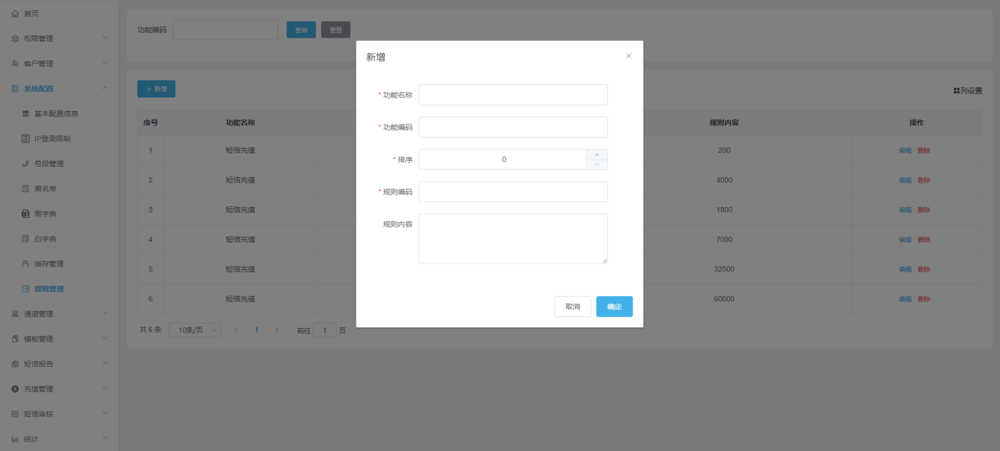 首页
权限管理
客户管理
系统配置
基本配置信息
IP登录限制
号段管理
黑名单
黑字典
白字典
缓存管理
规则管理
通道管理
模板管理
短信报告
充值管理
短信审核
统计
功能编码 查询 重置
+ 新增 列设置
序号 功能名称 规则内容 操作
1 短信充值 200 编辑 删除
2 短信充值 4000 编辑 删除
3 短信充值 1800 编辑 删除
4 短信充值 7000 编辑 删除
5 短信充值 32500 编辑 删除
6 短信充值 60000 编辑 删除
共 6 条 10条/页 < 1 > 前往 1 页
新增 ×
* 功能名称
* 功能编码
* 排序 0
* 规则编码
规则内容
取消 确定